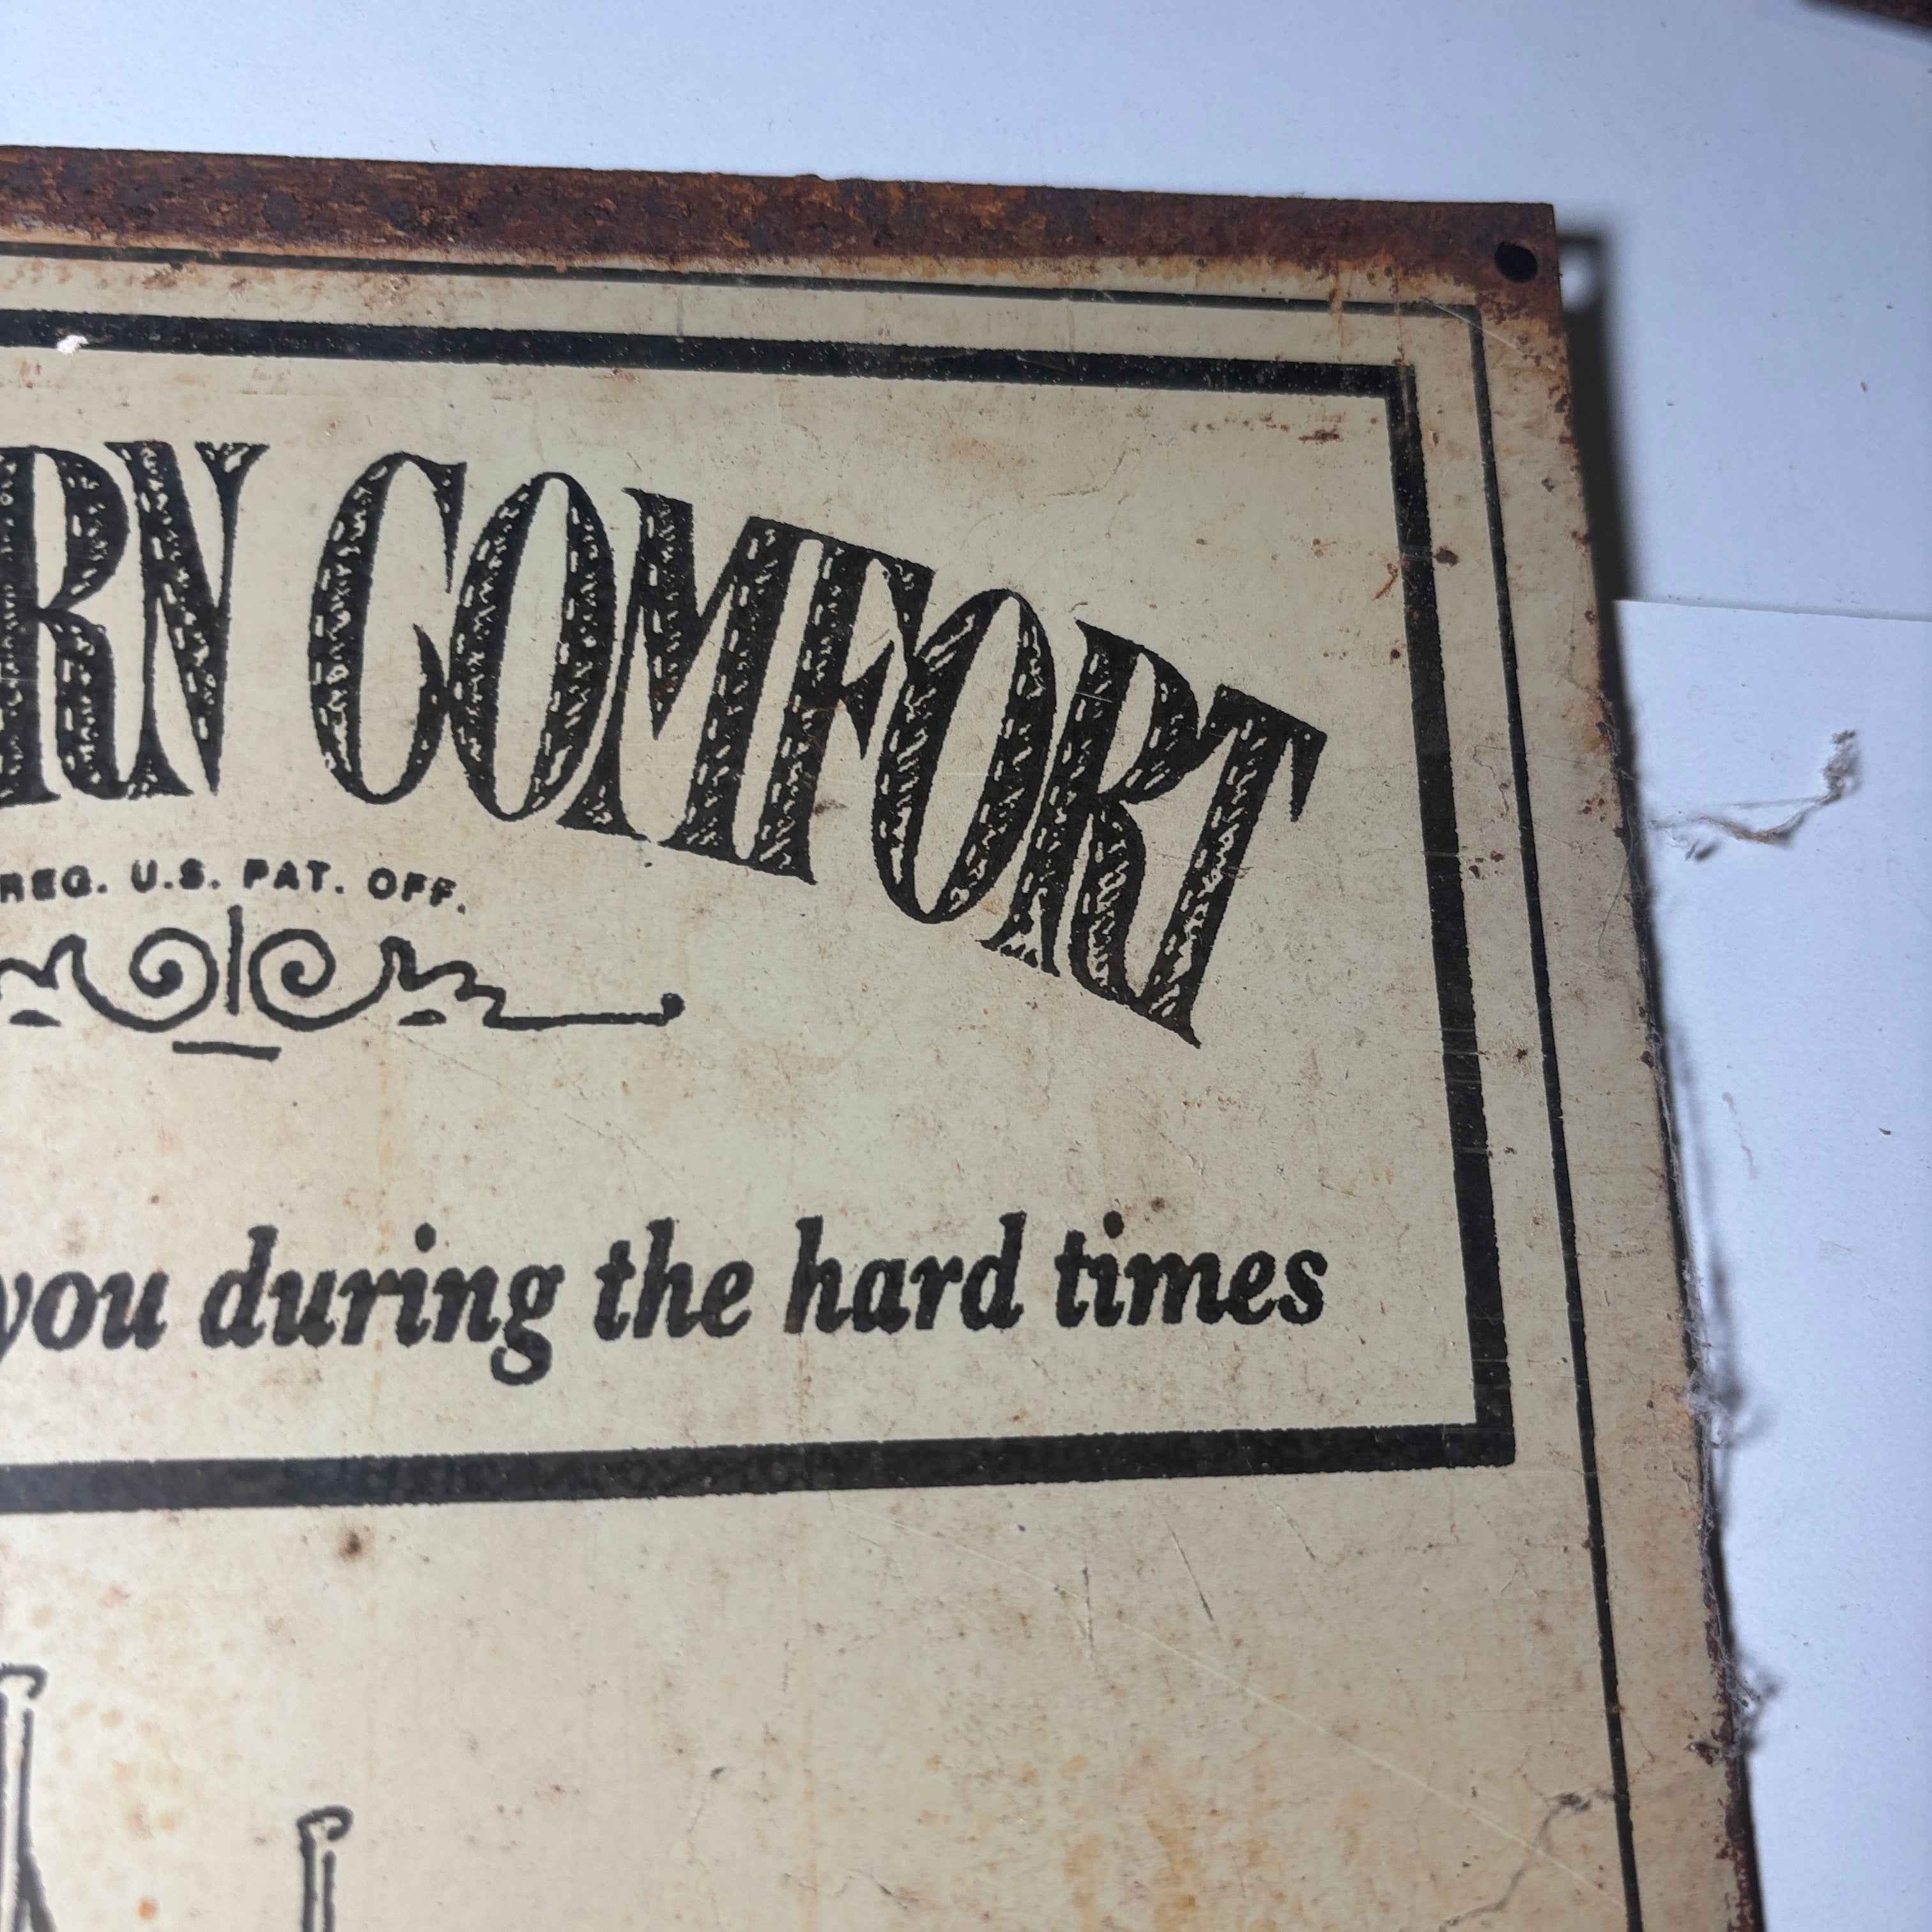 RN COMFORT
REG. U.S. PAT. OFF.
you during the hard times